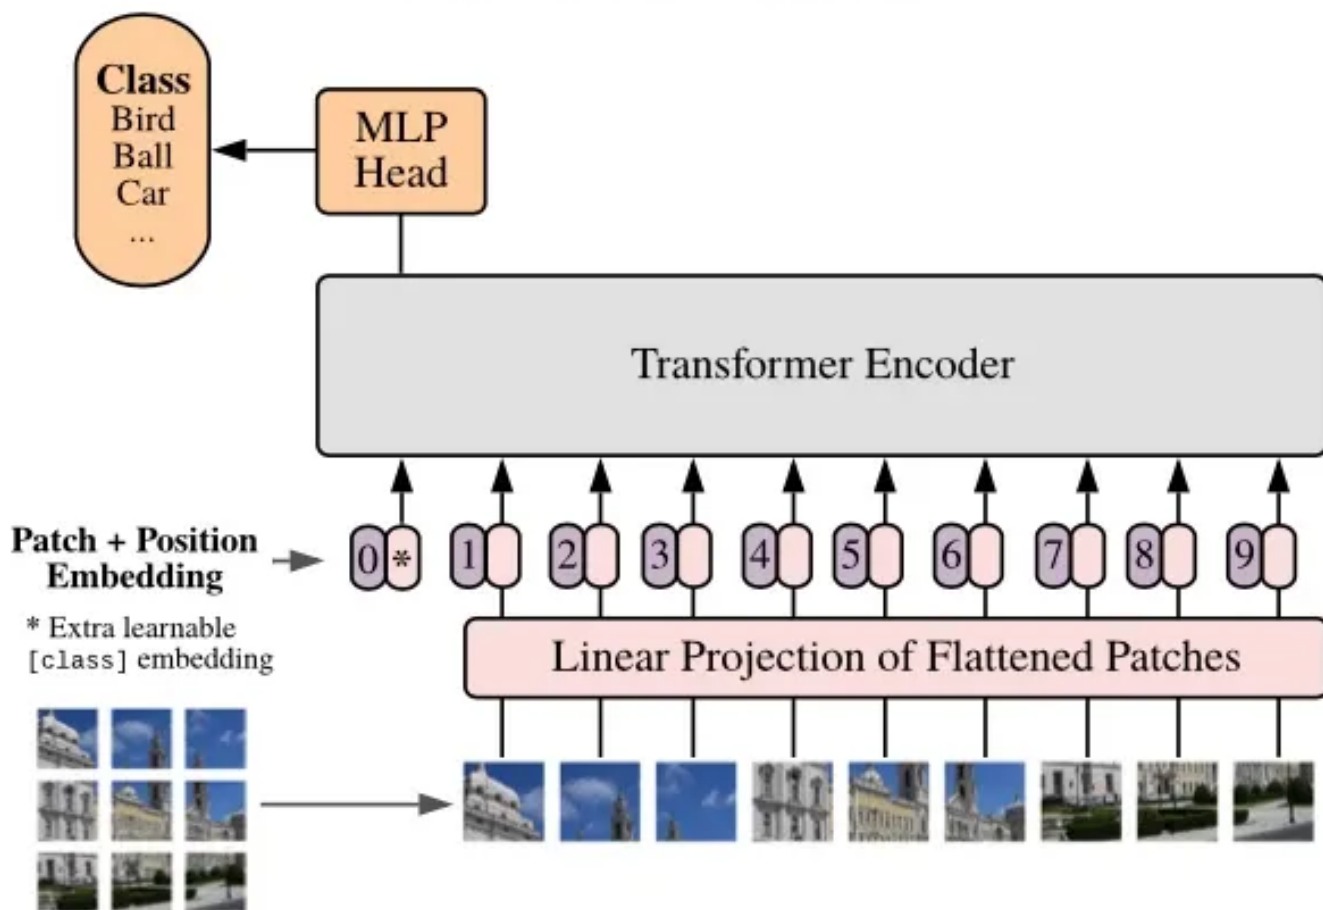 Class
Bird
Ball
Car
...
MLP
Head
Transformer Encoder
Patch + Position
Embedding
0 * 1 2 3 4 5 6 7 8 9
* Extra learnable
[class] embedding
Linear Projection of Flattened Patches